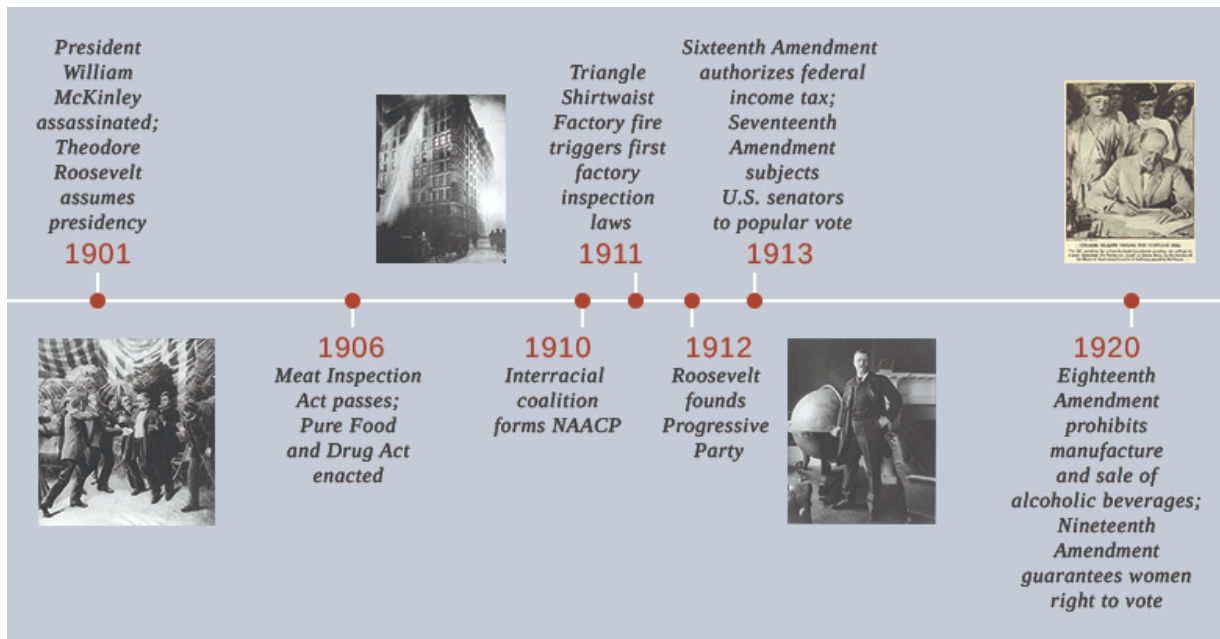 President
William
McKinley
assassinated;
Theodore
Roosevelt
assumes
presidency
1901
Meat Inspection
Act passes;
Pure Food
and Drug Act
enacted
1906
Interracial
coalition
forms NAACP
1910
Triangle
Shirtwaist
Factory fire
triggers first
factory
inspection
laws
1911
1912
Roosevelt
founds
Progressive
Party
Sixteenth Amendment
authorizes federal
income tax;
Seventeenth
Amendment
subjects
U.S. senators
to popular vote
1913
1920
Eighteenth
Amendment
prohibits
manufacture
and sale of
alcoholic beverages;
Nineteenth
Amendment
guarantees women
right to vote